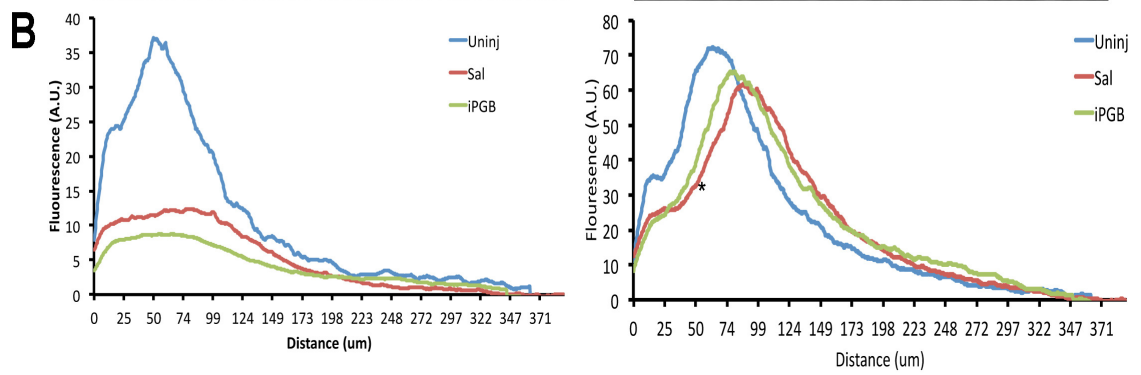 B
40
35
30
25
20
15
10
5
0
Fluourescence (A.U.)
0 25 50 74 99 124 149 173 198 223 248 272 297 322 347 371
Distance (um)
Uninj
Sal
iPGB
80
70
60
50
40
30
20
10
0
Flouresence (A.U.)
*
0 25 50 74 99 124 149 173 198 223 248 272 297 322 347 371
Distance (um)
Uninj
Sal
iPGB